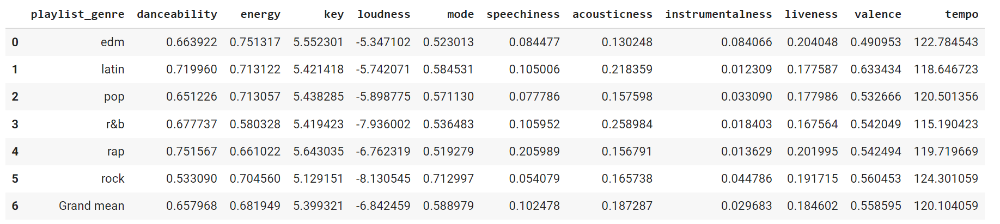 playlist_genre danceability energy key loudness mode speechiness acousticness instrumentalness liveness valence tempo
0 edm 0.663922 0.751317 5.552301 -5.347102 0.523013 0.084477 0.130248 0.084066 0.204048 0.490953 122.784543
1 latin 0.719960 0.713122 5.421418 -5.742071 0.584531 0.105006 0.218359 0.012309 0.177587 0.633434 118.646723
2 pop 0.651226 0.713057 5.438285 -5.898775 0.571130 0.077786 0.157598 0.033090 0.177986 0.532666 120.501356
3 r&b 0.677737 0.580328 5.419423 -7.936002 0.536483 0.105952 0.258984 0.018403 0.167564 0.542049 115.190423
4 rap 0.751567 0.661022 5.643035 -6.762319 0.519279 0.205989 0.156791 0.013629 0.201995 0.542494 119.719669
5 rock 0.533090 0.704560 5.129151 -8.130545 0.712997 0.054079 0.165738 0.044786 0.191715 0.560453 124.301059
6 Grand mean 0.657968 0.681949 5.399321 -6.842459 0.588979 0.102478 0.187287 0.029683 0.184602 0.558595 120.104059